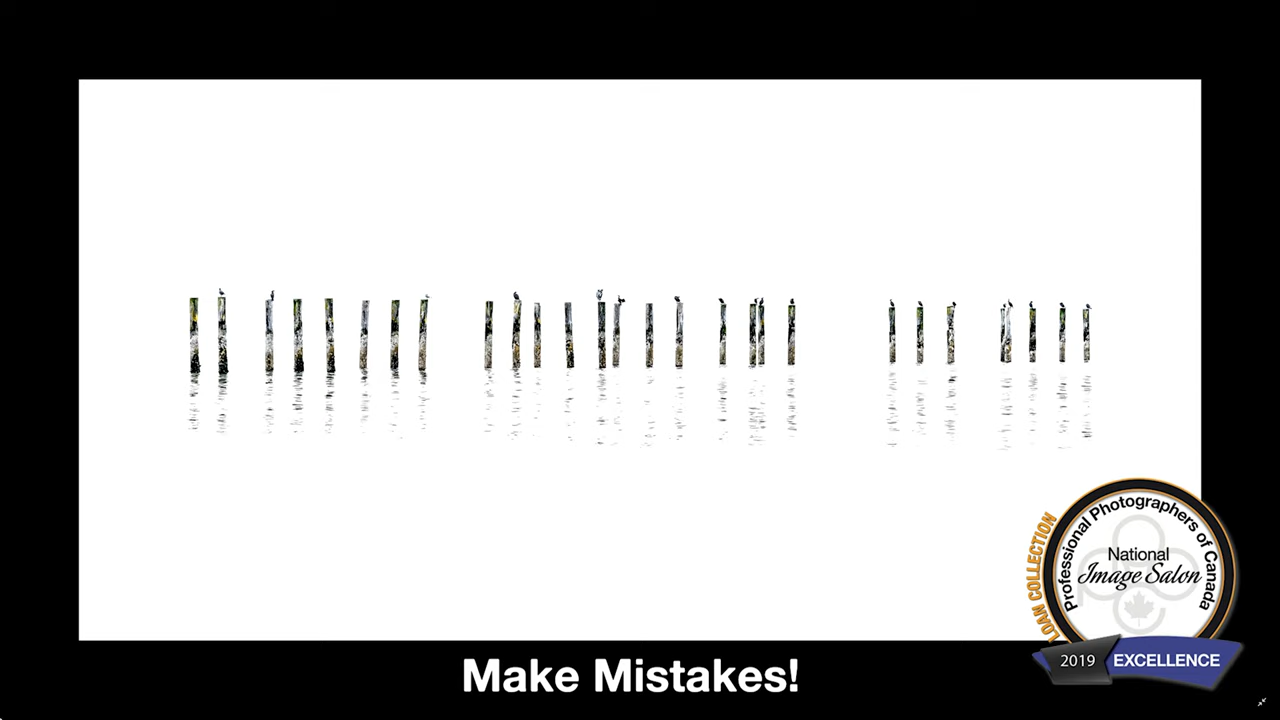 LOAN COLLECTION
Professional Photographers of Canada
National
Image Salon
2019 EXCELLENCE
Make Mistakes!